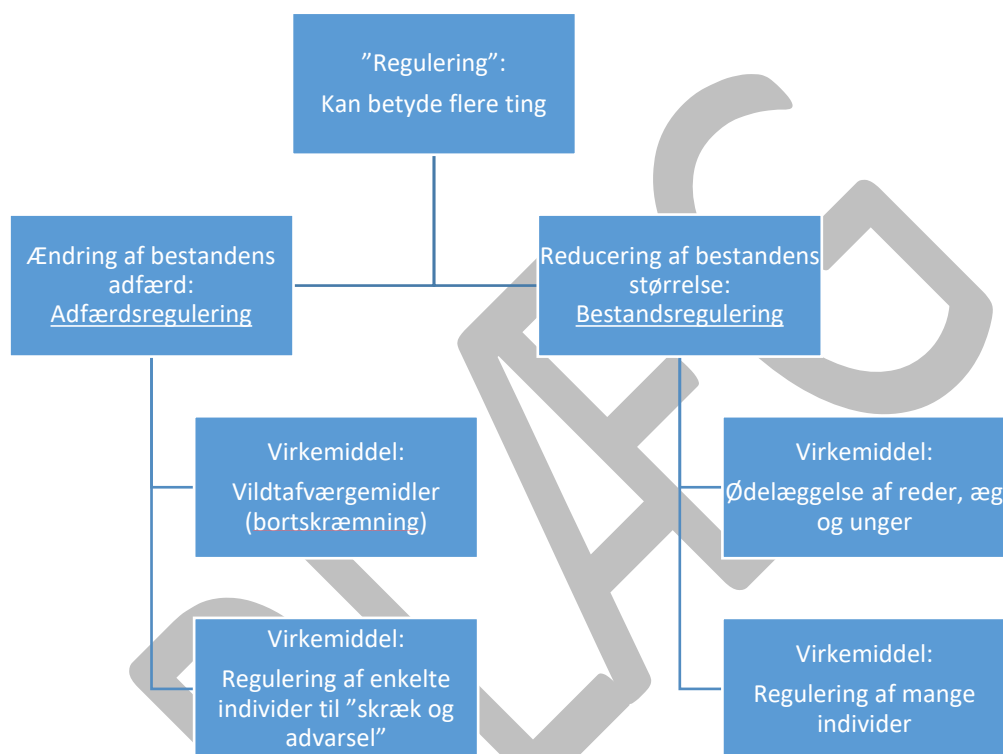 ”Regulering”:
Kan betyde flere ting
Ændring af bestandens
adfærd:
Adfærdsregulering
Reducering af bestandens
størrelse:
Bestandsregulering
Virkemiddel:
Vildtafværgemidler
(bortskræmning)
Virkemiddel:
Ødelæggelse af reder, æg
og unger
Virkemiddel:
Regulering af enkelte
individer til ”skræk og
advarsel”
Virkemiddel:
Regulering af mange
individer